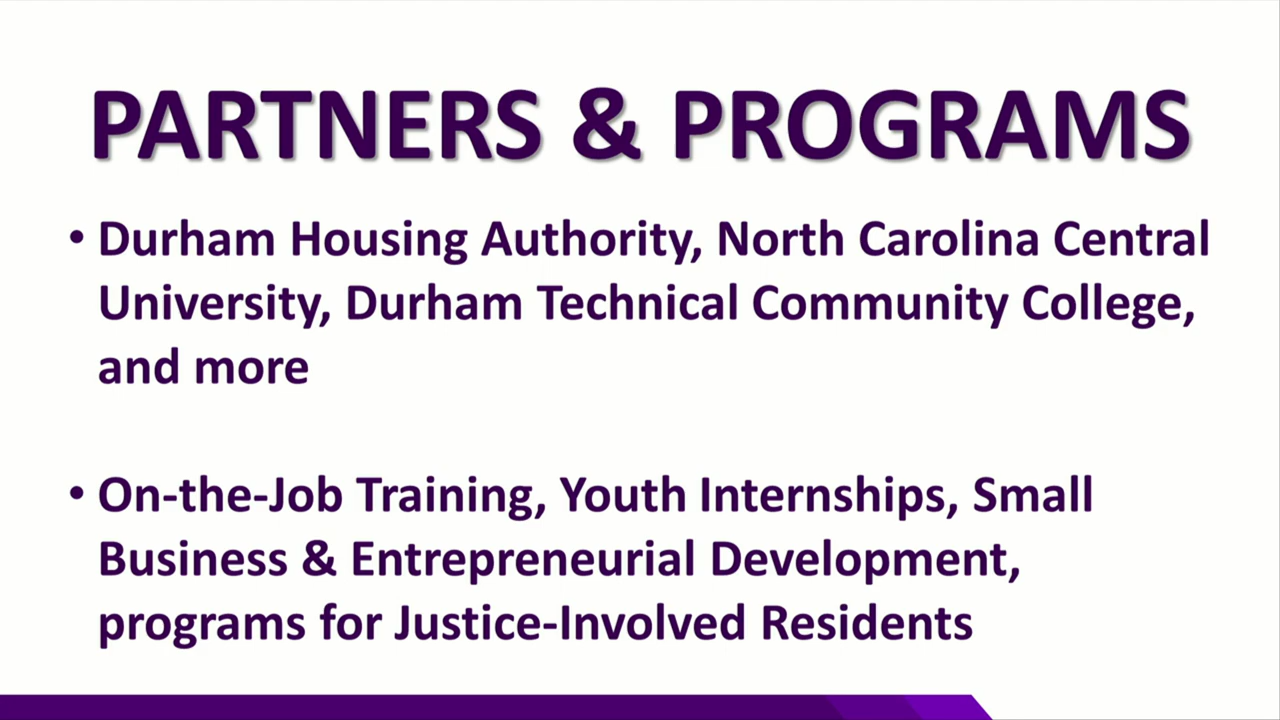 PARTNERS & PROGRAMS
• Durham Housing Authority, North Carolina Central
University, Durham Technical Community College,
and more
• On-the-Job Training, Youth Internships, Small
Business & Entrepreneurial Development,
programs for Justice-Involved Residents